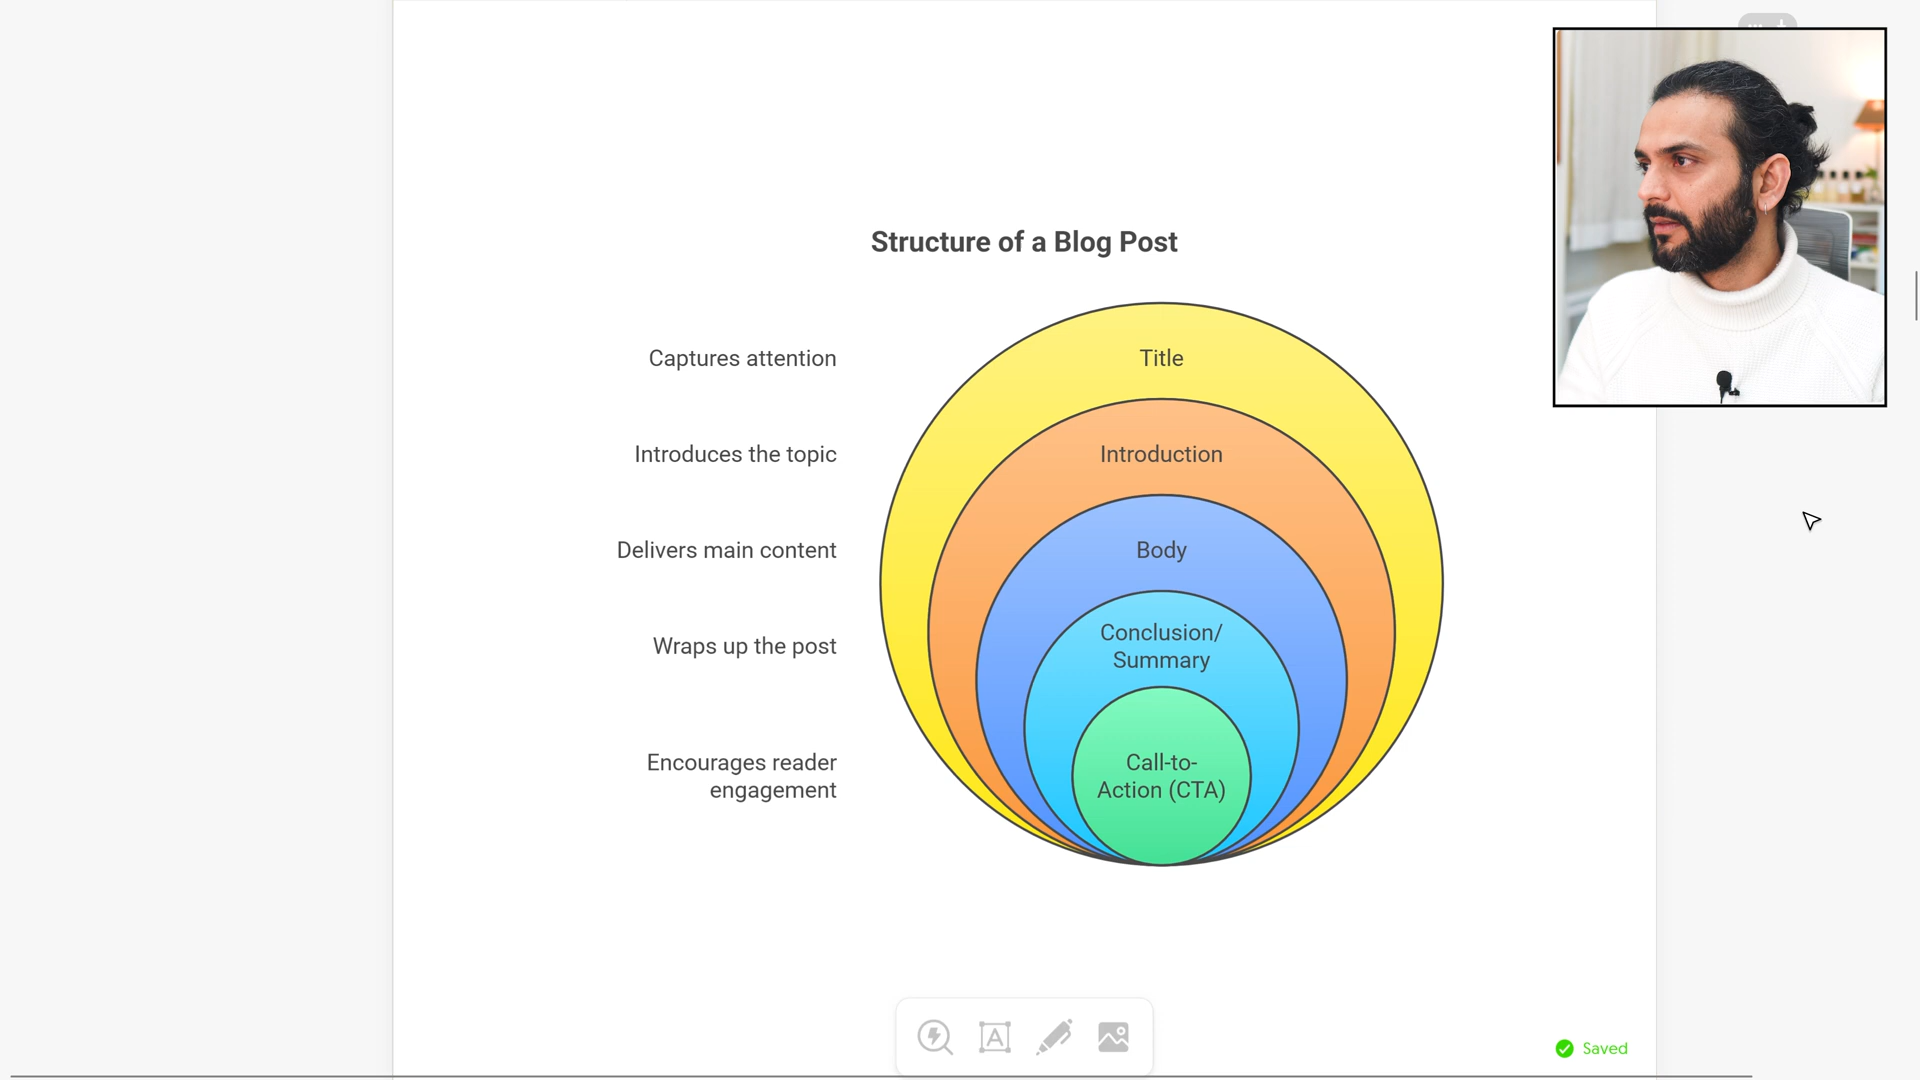 Structure of a Blog Post
Captures attention
Title
Introduces the topic
Introduction
Delivers main content
Body
Wraps up the post
Conclusion/
Summary
Encourages reader
engagement
Call-to-
Action (CTA)
Saved